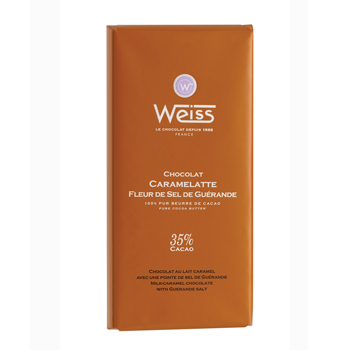 W
Weiss
LE CHOCOLAT DEPUIS 1882
FRANCE
CHOCOLAT
CARAMELATTE
FLEUR DE SEL DE GUÉRANDE
100% PUR BEURRE DE CACAO
PURE COCOA BUTTER
35%
CACAO
CHOCOLAT AU LAIT CARAMEL
AVEC UNE POINTE DE SEL DE GUÉRANDE
MILK-CARAMEL CHOCOLATE
WITH GUERANDE SALT